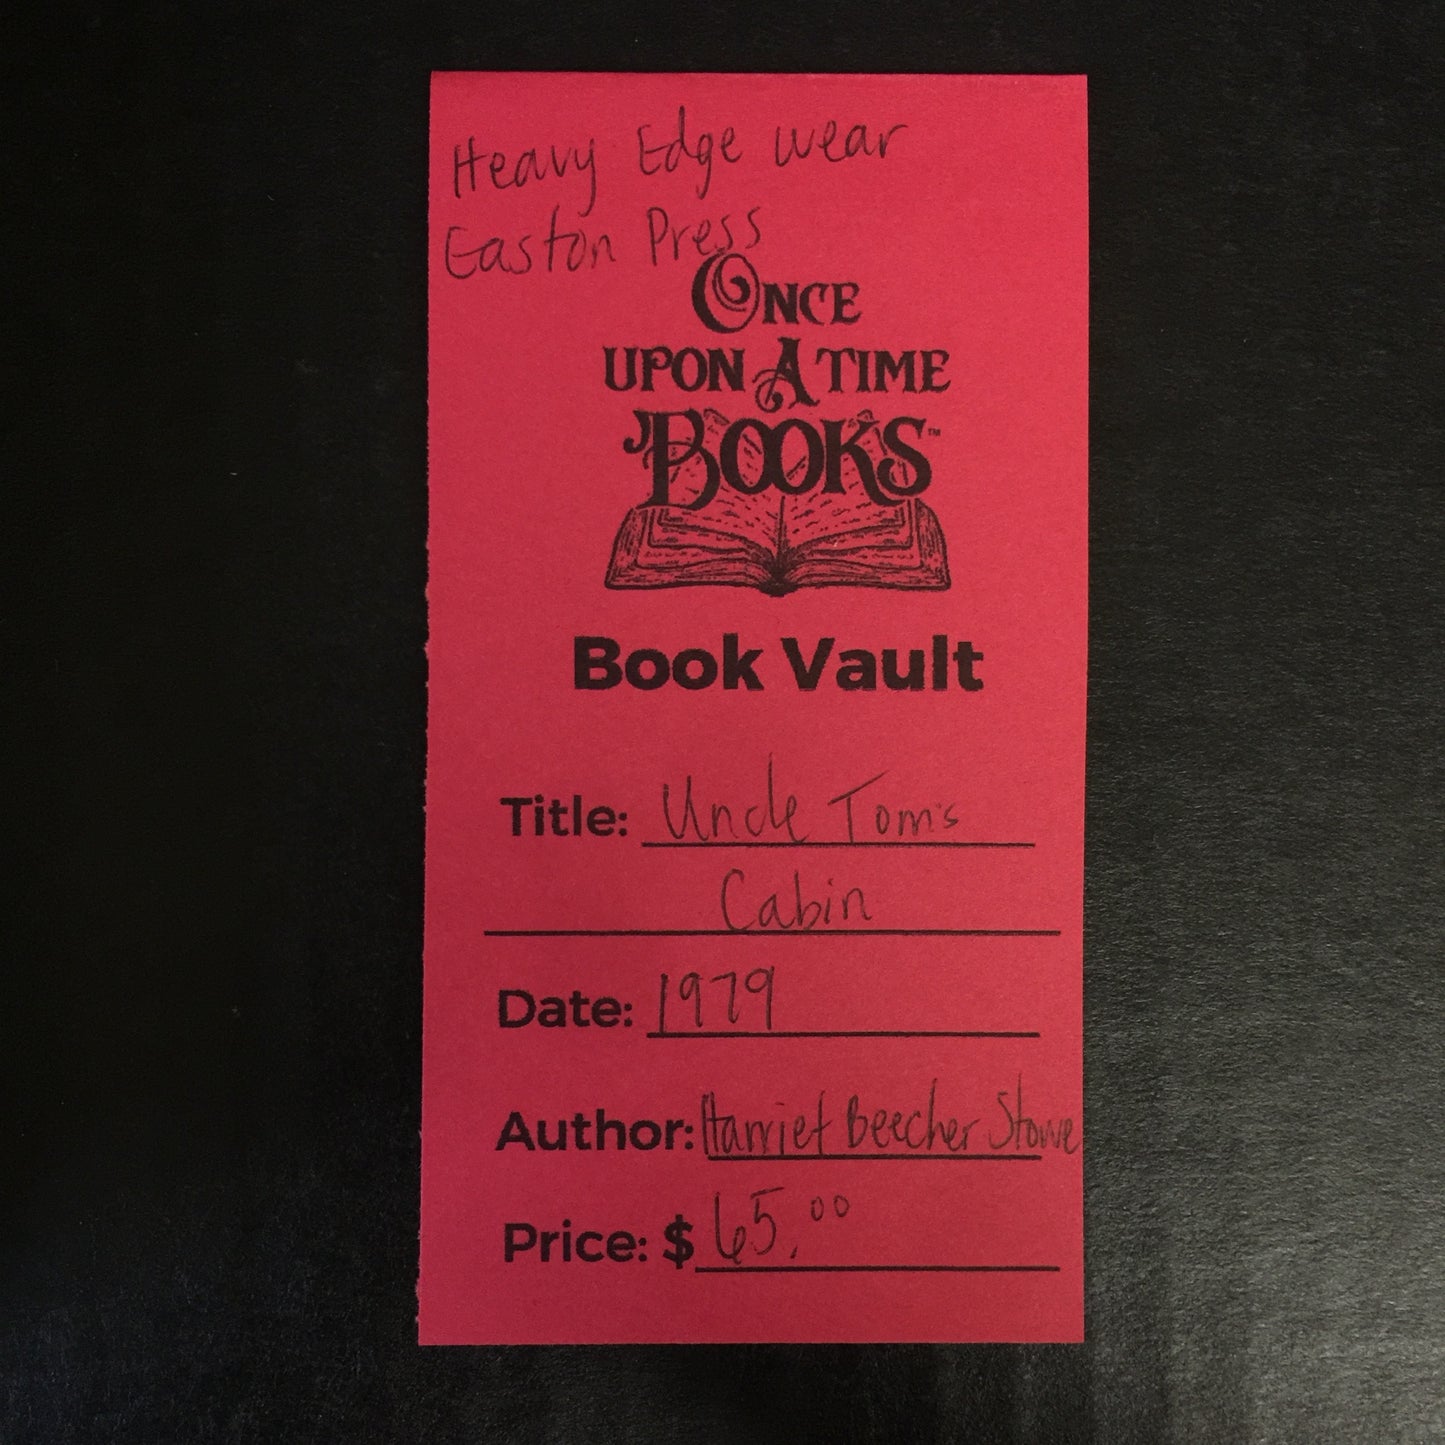 Heavy Edge wear
Easton Press
ONCE
UPON A TIME
BOOKS™
Book Vault
Title: Uncle Tom's
Cabin
Date: 1979
Author: Harriet Beecher Stowe
Price: $ 65.00